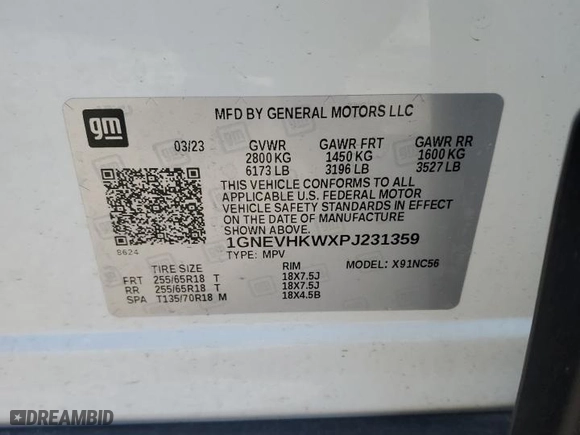 gm
MFD BY GENERAL MOTORS LLC
03/23 GVWR GAWR FRT GAWR RR
2800 KG 1450 KG 1600 KG
6173 LB 3196 LB 3527 LB
THIS VEHICLE CONFORMS TO ALL
APPLICABLE U.S. FEDERAL MOTOR
VEHICLE SAFETY STANDARDS IN EFFECT
ON THE DATE OF MANUFACTURE SHOWN ABOVE.
8624
1GNEVHKWXPJ231359
TYPE: MPV MODEL: X91NC56
TIRE SIZE RIM
FRT 255/65R18 T 18X7.5J
RR 255/65R18 T 18X7.5J
SPA T135/70R18 M 18X4.5B
DREAMBID